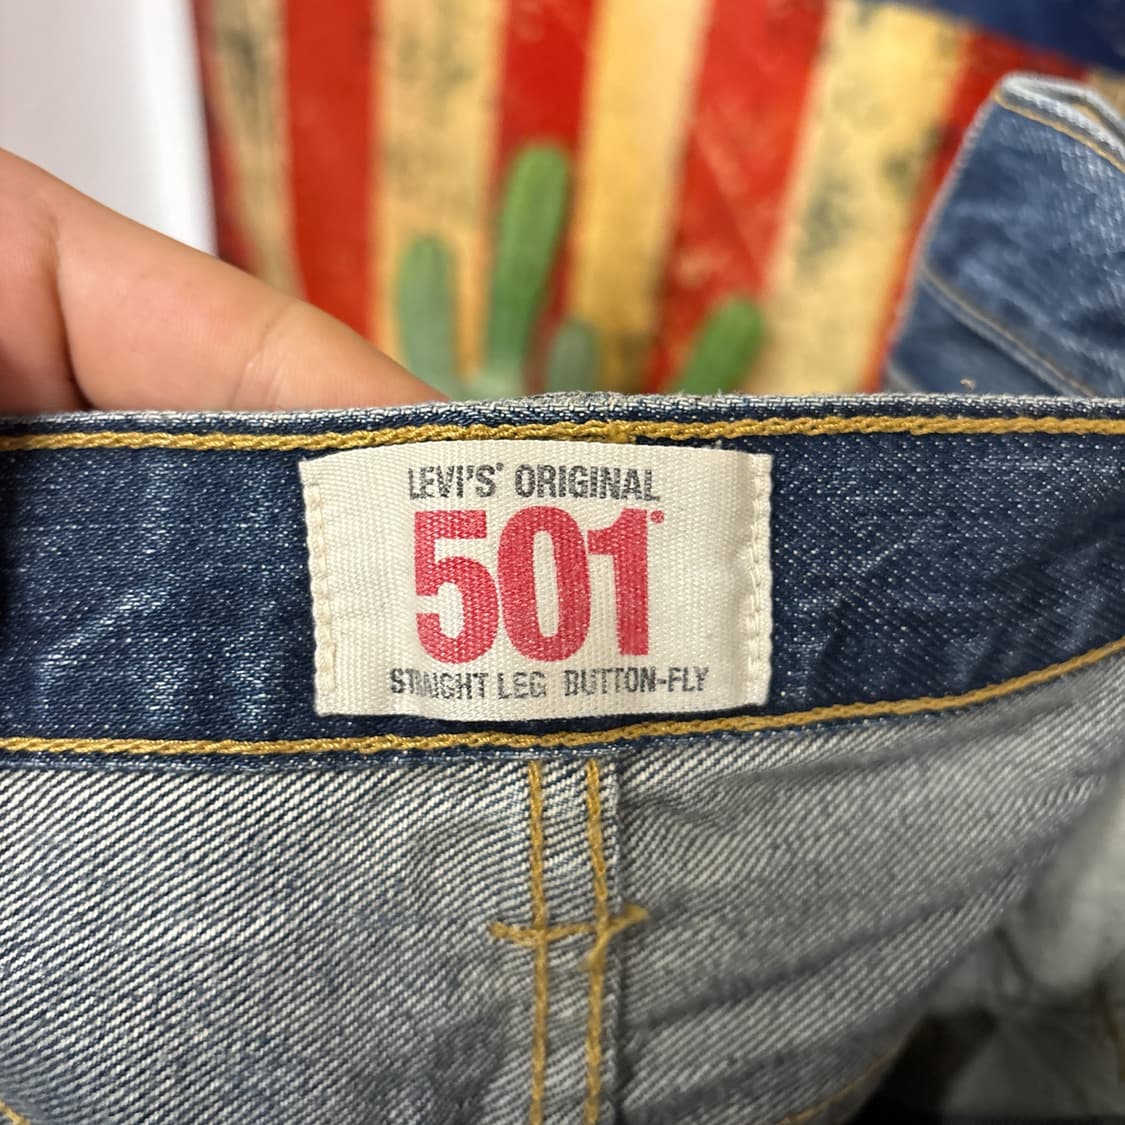 LEVI'S® ORIGINAL
501®
STRAIGHT LEG BUTTON-FLY